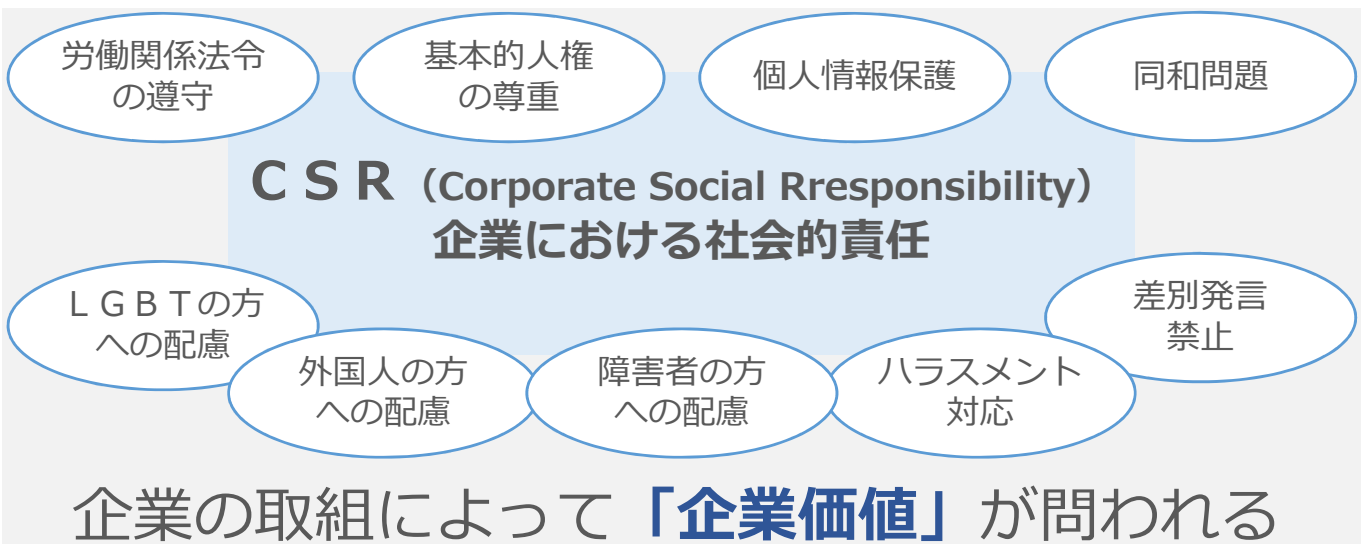 労働関係法令
の遵守
基本的人権
の尊重
個人情報保護
同和問題
ＣＳＲ（Corporate Social Rresponsibility）
企業における社会的責任
ＬＧＢＴの方
への配慮
外国人の方
への配慮
障害者の方
への配慮
ハラスメント
対応
差別発言
禁止
企業の取組によって「企業価値」が問われる